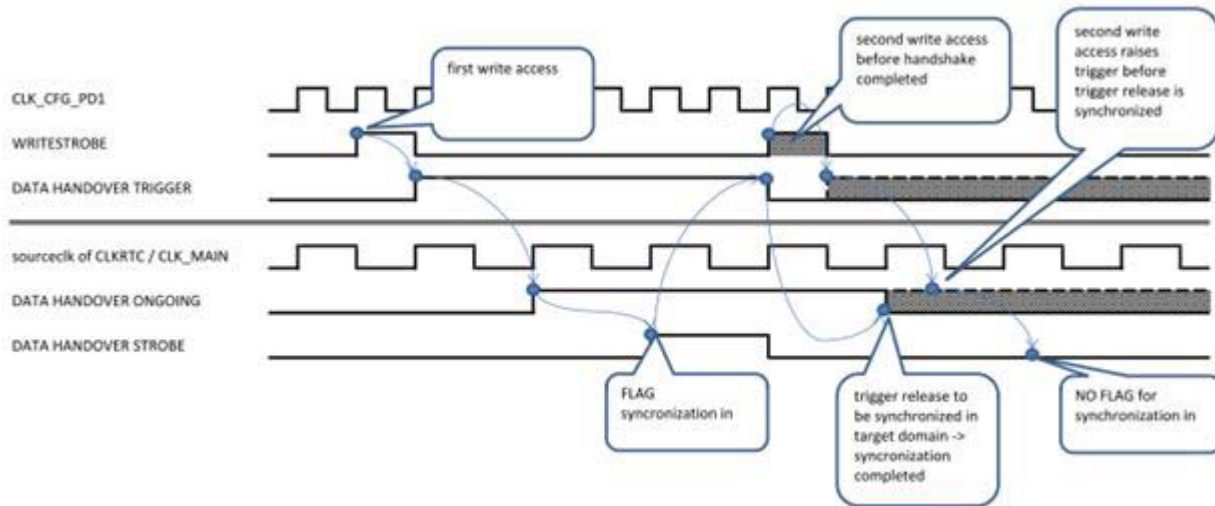 first write access
second write access
before handshake
completed
second write
access raises
trigger before
trigger release is
synchronized
CLK_CFG_PD1
WRITESTROBE
DATA HANDOVER TRIGGER
sourceclk of CLKRTC / CLK_MAIN
DATA HANDOVER ONGOING
DATA HANDOVER STROBE
FLAG
syncronization in
trigger release to
be synchronized in
target domain ->
syncronization
completed
NO FLAG for
synchronization in